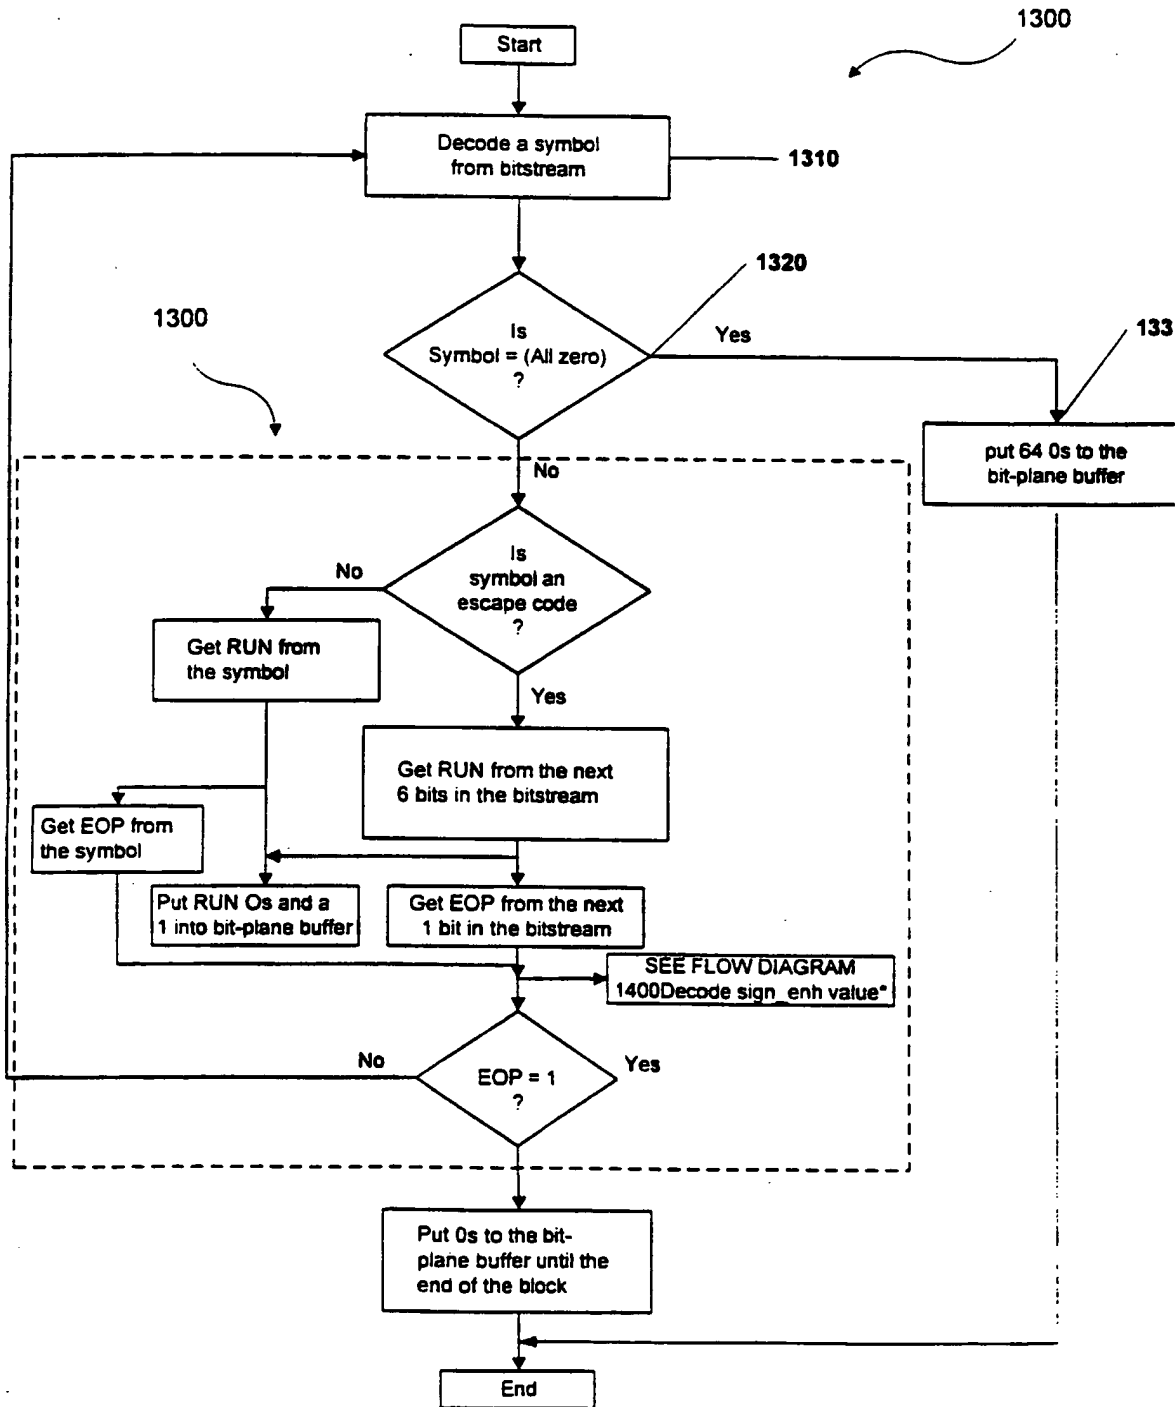 1300
Start
Decode a symbol
from bitstream
1310
1320
1300
Is
Symbol = (All zero)
?
Yes
133
put 64 0s to the
bit-plane buffer
No
Is
symbol an
escape code
?
No
Get RUN from
the symbol
Yes
Get RUN from the next
6 bits in the bitstream
Get EOP from
the symbol
Put RUN Os and a
1 into bit-plane buffer
Get EOP from the next
1 bit in the bitstream
SEE FLOW DIAGRAM
1400Decode sign_enh value*
No
EOP = 1
?
Yes
Put 0s to the bit-
plane buffer until the
end of the block
End